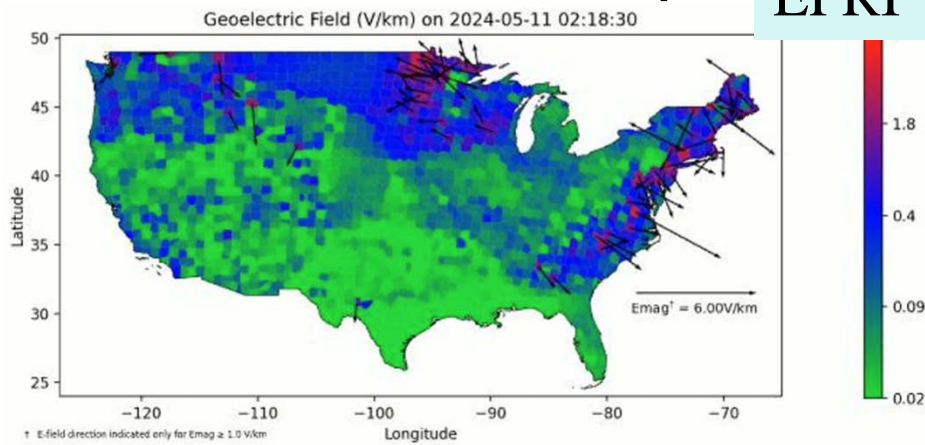 EPRI
Geoelectric Field (V/km) on 2024-05-11 02:18:30
50
45
40
35
30
25
Latitude
−120
−110
−100
−90
−80
−70
Longitude
Emag† = 6.00V/km
1.8
0.4
0.09
0.02
† E-field direction indicated only for Emag ≥ 1.0 V/km